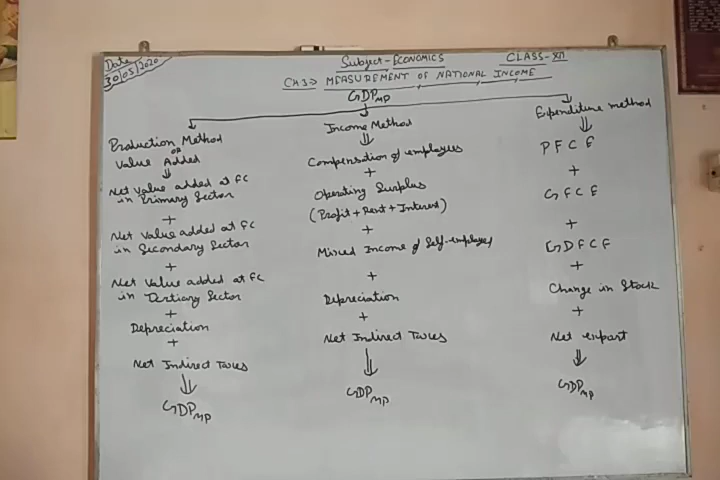 Date
30/05/2020
Subject - ECONOMICS CLASS - XII
CH 3 => MEASUREMENT OF NATIONAL INCOME
GDPMP
Production Method
or
Value Added
⇓
Net Value added at FC
in Primary Sector
+
Net Value added at FC
in Secondary Sector
+
Net Value added at FC
in Tertiary Sector
+
Depreciation
+
Net Indirect Taxes
⇓
GDPMP
Income Method
⇓
Compensation of employees
+
Operating Surplus
(Profit + Rent + Interest)
+
Mixed Income of Self-employed
+
Depreciation
+
Net Indirect Taxes
⇓
GDPMP
Expenditure method
⇓
PFCE
+
GFCE
+
GDFCF
+
Change in Stock
+
Net export
⇓
GDPMP